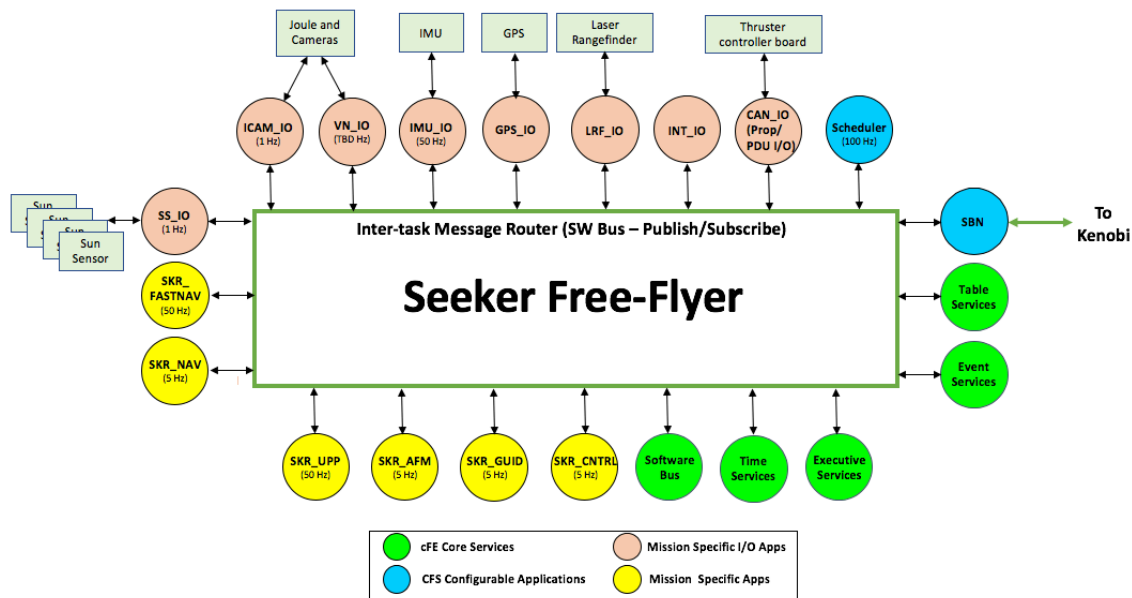 Joule and
Cameras
IMU
GPS
Laser
Rangefinder
Thruster
controller board
ICAM_IO
(1 Hz)
VN_IO
(TBD Hz)
IMU_IO
(50 Hz)
GPS_IO
LRF_IO
INT_IO
CAN_IO
(Prop/
PDU I/O)
Scheduler
(100 Hz)
Sun
Sun
Sun
Sun
Sensor
SS_IO
(1 Hz)
Inter-task Message Router (SW Bus – Publish/Subscribe)
SBN
To
Kenobi
SKR_
FASTNAV
(50 Hz)
Seeker Free-Flyer
Table
Services
SKR_NAV
(5 Hz)
Event
Services
SKR_UPP
(50 Hz)
SKR_AFM
(5 Hz)
SKR_GUID
(5 Hz)
SKR_CNTRL
(5 Hz)
Software
Bus
Time
Services
Executive
Services
cFE Core Services
Mission Specific I/O Apps
CFS Configurable Applications
Mission Specific Apps